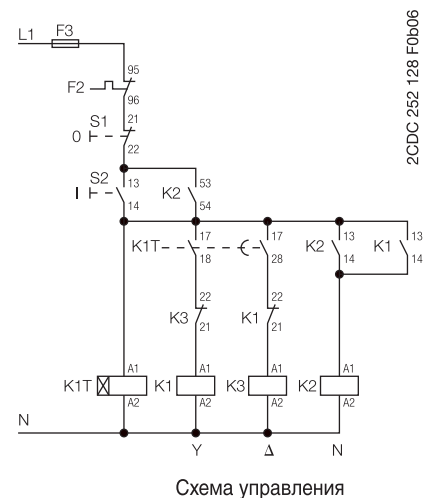 L1 F3
95
F2
96
S1 21
0
22
S2 13 K2 53
I
14 54
K1T 17 17 K2 13 K1 13
18 28 14 14
22 22
K3 K1
21 21
A1 A1 A1 A1
K1T K1 K3 K2
A2 A2 A2 A2
N
Y Δ N
Схема управления
2CDC 252 128 F0b06